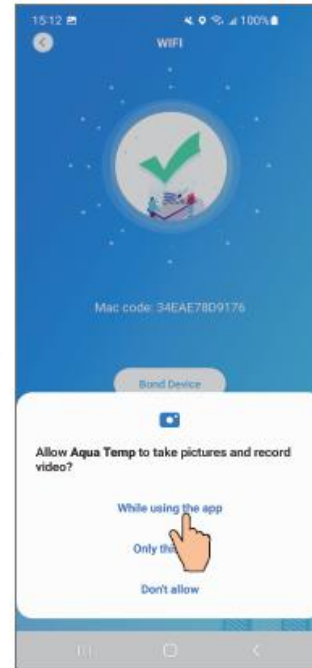 15:12 100%
WIFI
Mac code: 34EAE78D9176
Bond Device
Allow Aqua Temp to take pictures and record
video?
While using the app
Only thi
Don't allow